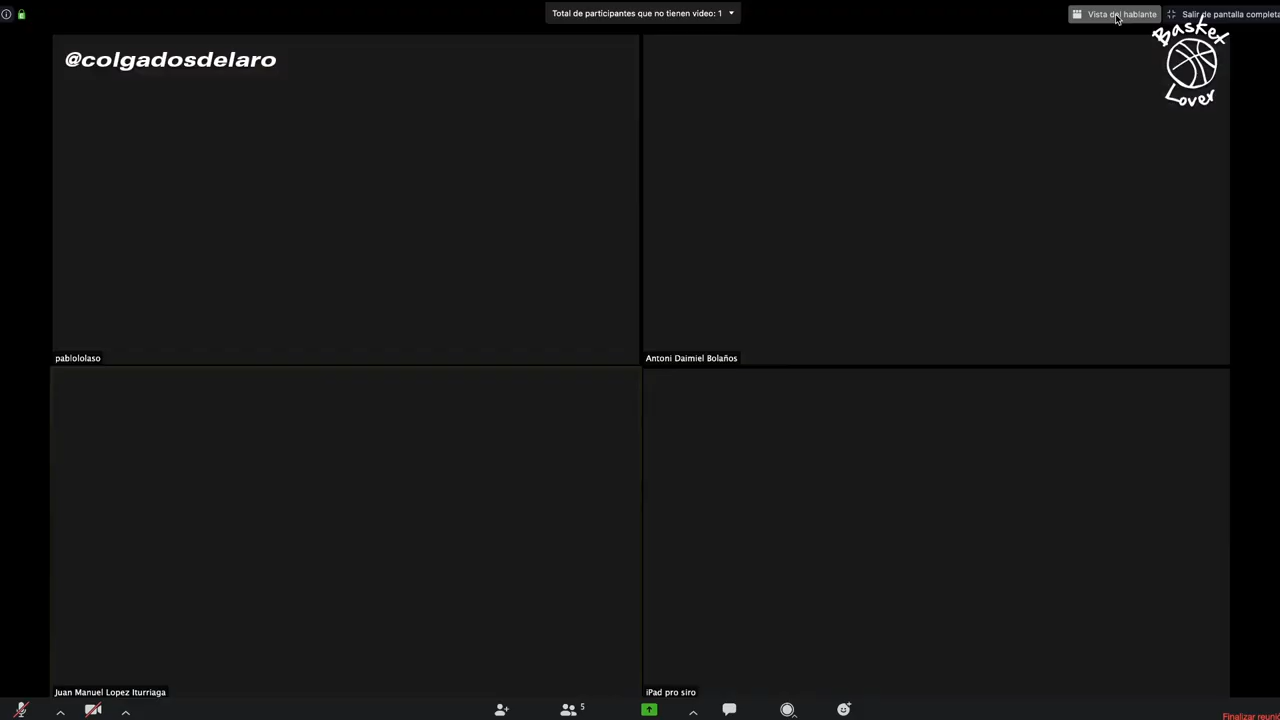 Total de participantes que no tienen video: 1
Vista del hablante
Salir de pantalla completa
@colgadosdelaro
Basket
Lover
pablololaso
Antoni Daimiel Bolaños
Juan Manuel Lopez Iturriaga
iPad pro siro
5
Finalizar reunió